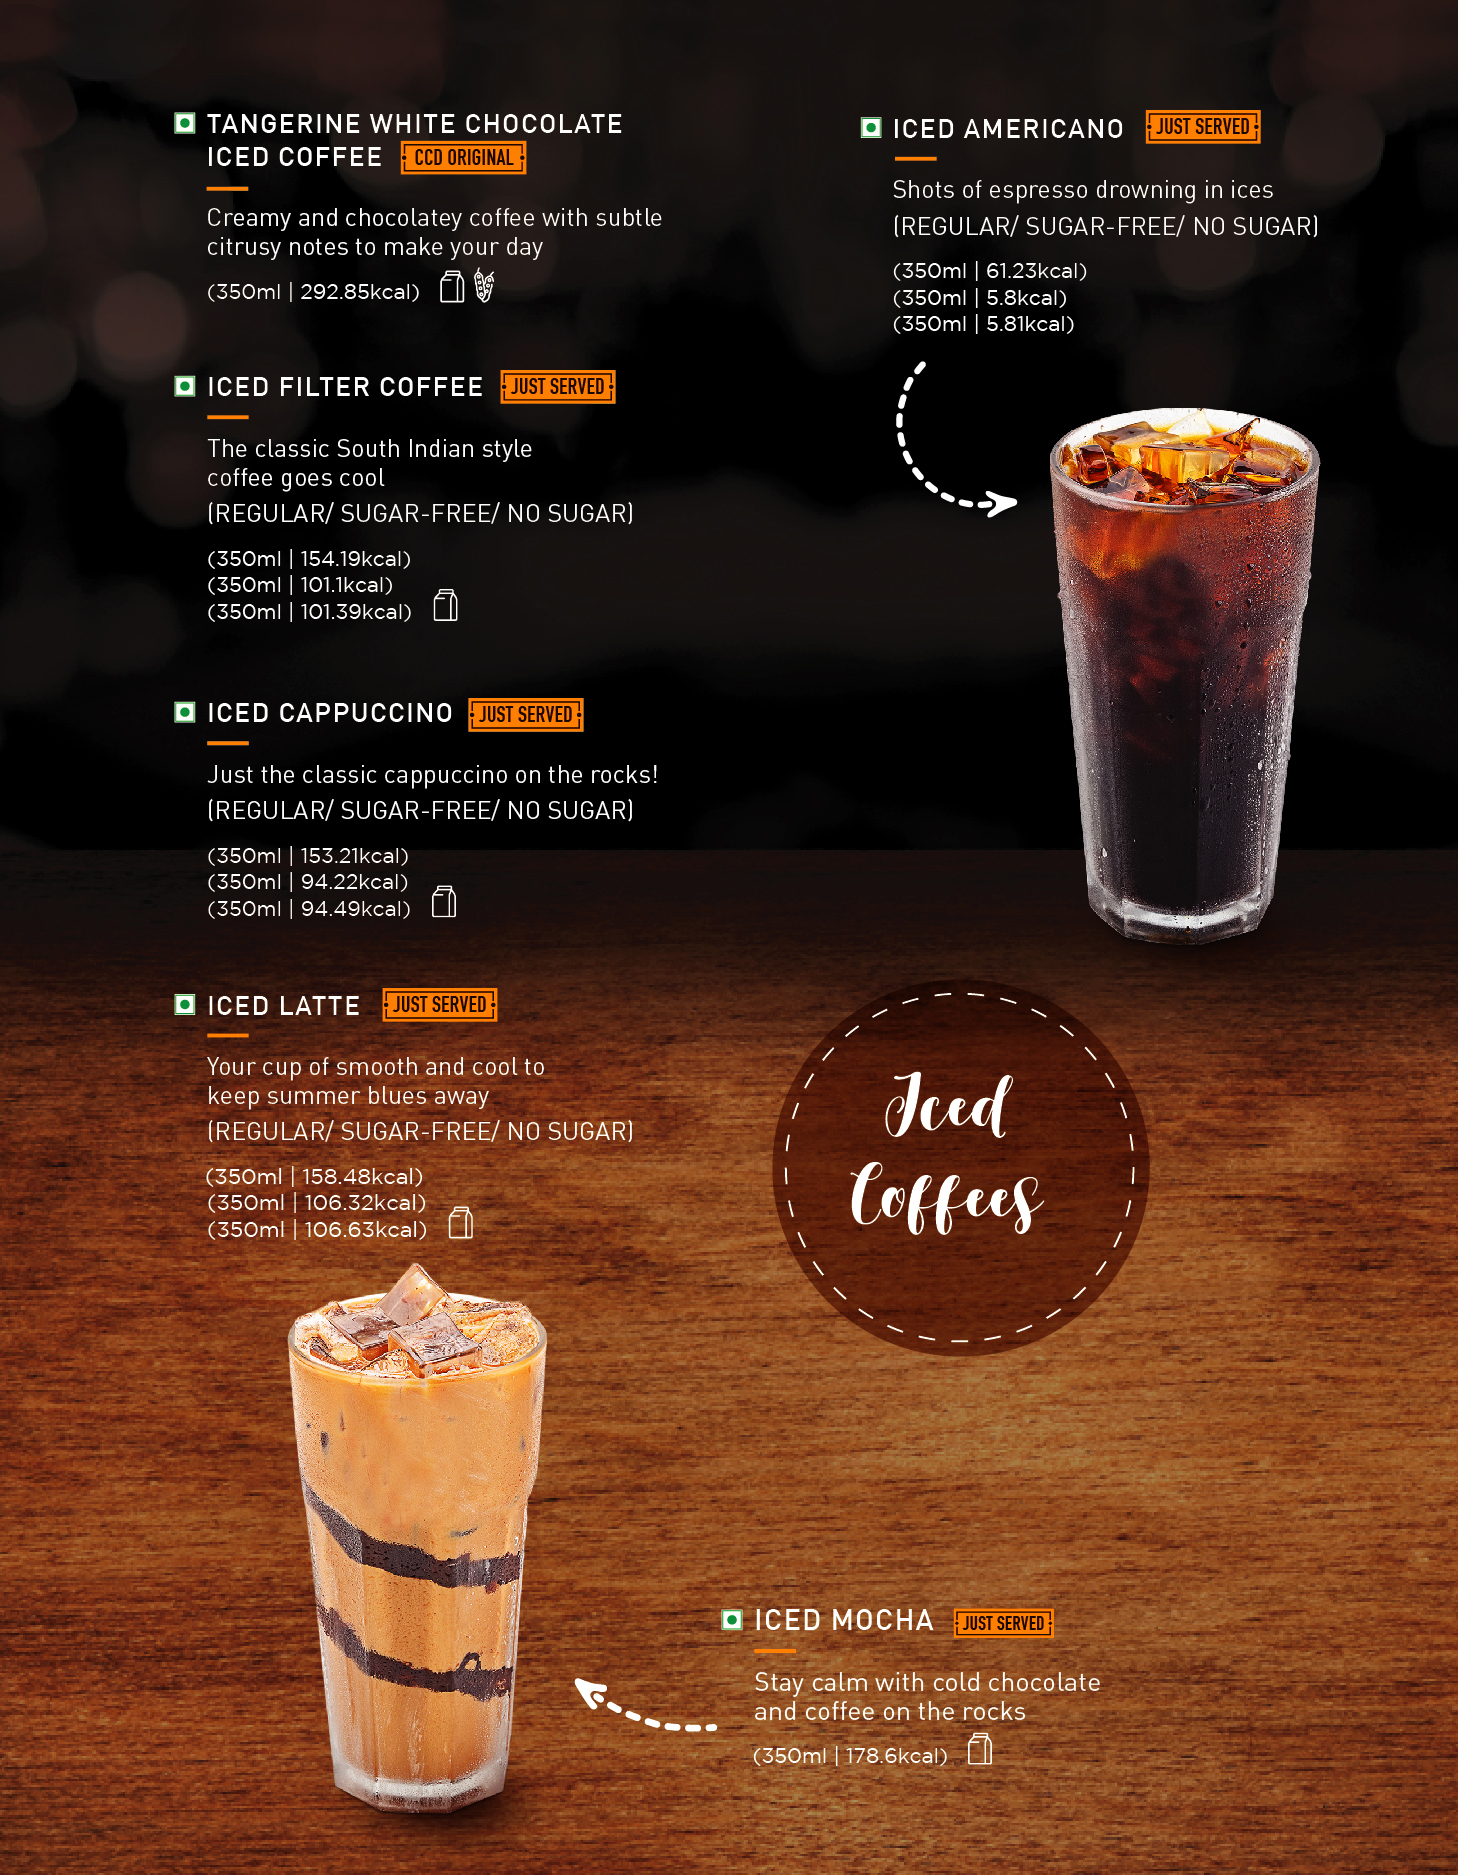 TANGERINE WHITE CHOCOLATE
ICED COFFEE CCD ORIGINAL
Creamy and chocolatey coffee with subtle
citrusy notes to make your day
(350ml | 292.85kcal)
ICED FILTER COFFEE JUST SERVED
The classic South Indian style
coffee goes cool
(REGULAR/ SUGAR-FREE/ NO SUGAR)
(350ml | 154.19kcal)
(350ml | 101.1kcal)
(350ml | 101.39kcal)
ICED CAPPUCCINO JUST SERVED
Just the classic cappuccino on the rocks!
(REGULAR/ SUGAR-FREE/ NO SUGAR)
(350ml | 153.21kcal)
(350ml | 94.22kcal)
(350ml | 94.49kcal)
ICED LATTE JUST SERVED
Your cup of smooth and cool to
keep summer blues away
(REGULAR/ SUGAR-FREE/ NO SUGAR)
(350ml | 158.48kcal)
(350ml | 106.32kcal)
(350ml | 106.63kcal)
ICED AMERICANO JUST SERVED
Shots of espresso drowning in ices
(REGULAR/ SUGAR-FREE/ NO SUGAR)
(350ml | 61.23kcal)
(350ml | 5.8kcal)
(350ml | 5.81kcal)
Iced
Coffees
ICED MOCHA JUST SERVED
Stay calm with cold chocolate
and coffee on the rocks
(350ml | 178.6kcal)